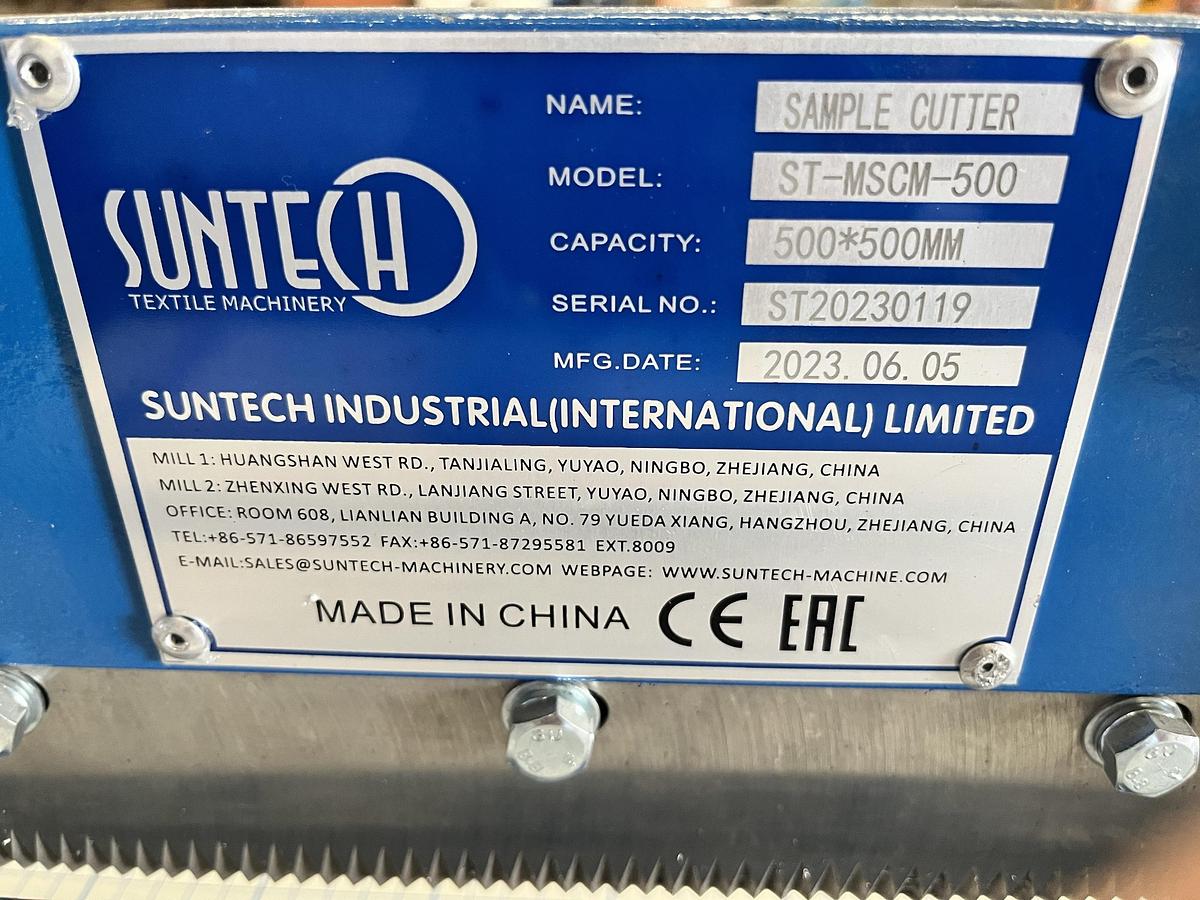 SUNTECH
TEXTILE MACHINERY
NAME: SAMPLE CUTTER
MODEL: ST-MSCM-500
CAPACITY: 500*500MM
SERIAL NO.: ST20230119
MFG.DATE: 2023.06.05
SUNTECH INDUSTRIAL(INTERNATIONAL) LIMITED
MILL 1: HUANGSHAN WEST RD., TANJIALING, YUYAO, NINGBO, ZHEJIANG, CHINA
MILL 2: ZHENXING WEST RD., LANJIANG STREET, YUYAO, NINGBO, ZHEJIANG, CHINA
OFFICE: ROOM 608, LIANLIAN BUILDING A, NO. 79 YUEDA XIANG, HANGZHOU, ZHEJIANG, CHINA
TEL:+86-571-86597552 FAX:+86-571-87295581 EXT.8009
E-MAIL:SALES@SUNTECH-MACHINERY.COM WEBPAGE: WWW.SUNTECH-MACHINE.COM
MADE IN CHINA CE EAC
8.8